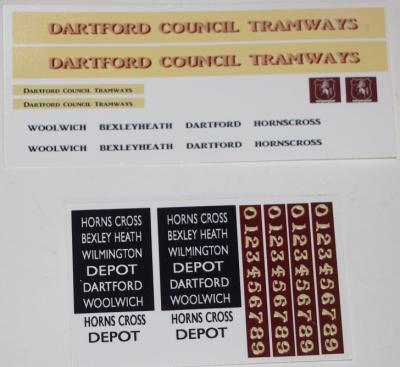 DARTFORD COUNCIL TRAMWAYS
DARTFORD COUNCIL TRAMWAYS
DARTFORD COUNCIL TRAMWAYS
DARTFORD COUNCIL TRAMWAYS
WOOLWICH BEXLEYHEATH DARTFORD HORNSCROSS
WOOLWICH BEXLEYHEATH DARTFORD HORNSCROSS
HORNS CROSS
BEXLEY HEATH
WILMINGTON
DEPOT
DARTFORD
WOOLWICH
HORNS CROSS
DEPOT
HORNS CROSS
BEXLEY HEATH
WILMINGTON
DEPOT
DARTFORD
WOOLWICH
HORNS CROSS
DEPOT
0123456789
0123456789
0123456789
0123456789